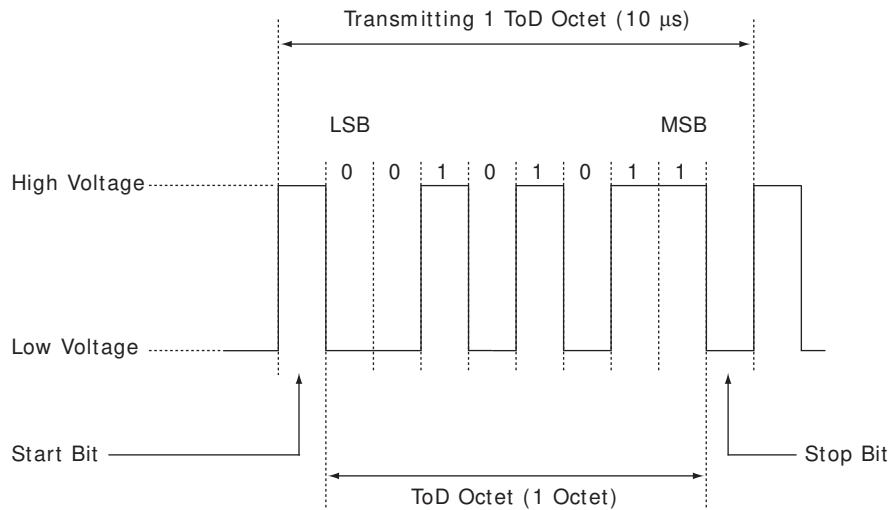 Transmitting 1 ToD Octet (10 μs)
LSB MSB
0 0 1 0 1 0 1 1
High Voltage
Low Voltage
Start Bit Stop Bit
ToD Octet (1 Octet)